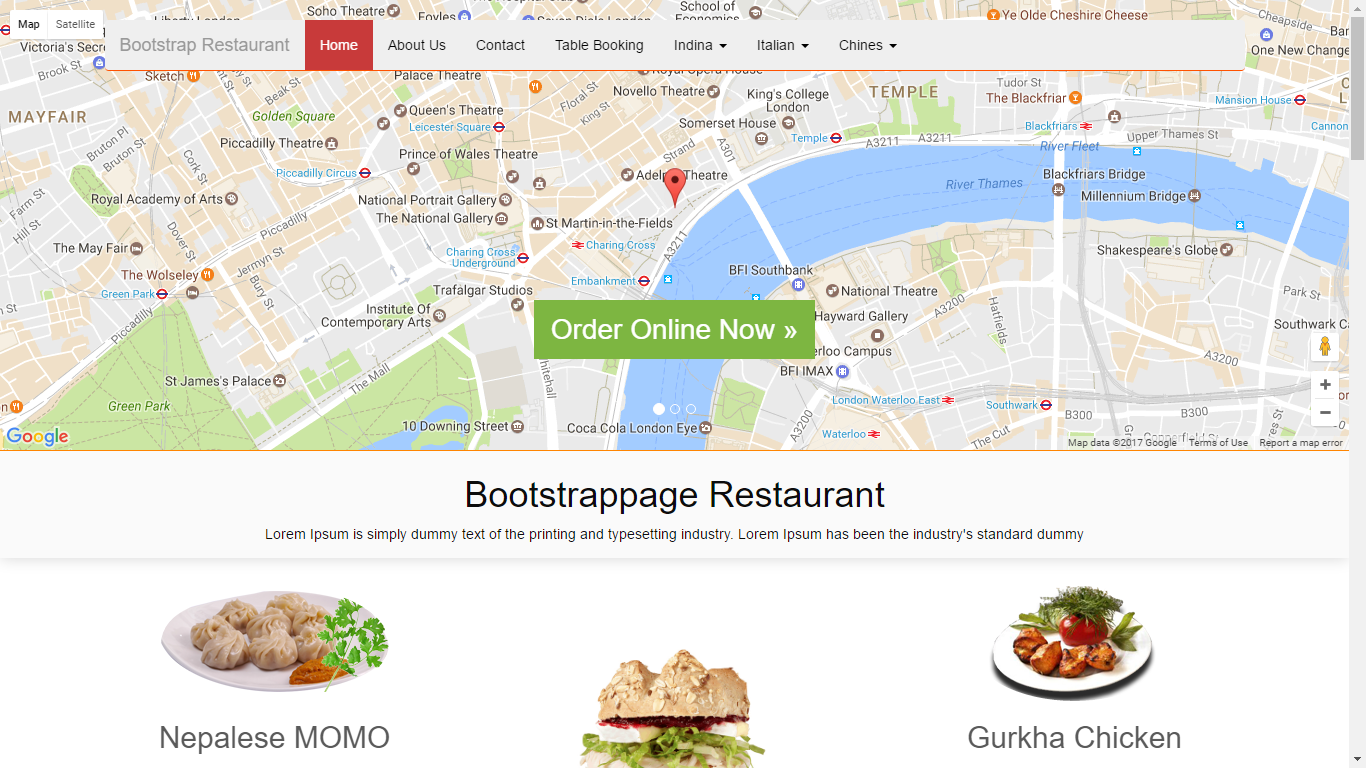 Soho Theatre
Foyles
School of
Economics
Ye Olde Cheshire Cheese
Cheapside
Map
Satellite
Victoria's Secre
Brook St
Bootstrap Restaurant
Home
About Us
Contact
Table Booking
Indina
Italian
Chines
One New Change
Sketch
Palace Theatre
Beak St
Novello Theatre
Floral St
King St
King's College
London
TEMPLE
Tudor St
The Blackfriar
Mansion House
MAYFAIR
Golden Square
Queen's Theatre
Leicester Square
Somerset House
Temple
A3211
Blackfriars
Upper Thames St
Cannon
Bruton Pl
Bruton St
Cork St
Piccadilly Theatre
Prince of Wales Theatre
Strand
A301
A3211
River Fleet
Piccadilly Circus
Adelphi Theatre
River Thames
Blackfriars
Bridge
Millennium Bridge
Farm St
Hill St
Royal Academy of Arts
National Portrait Gallery
The National Gallery
St Martin-in-the-Fields
The May Fair
Dover St
Piccadilly
Jermyn St
Charing Cross
Underground
Charing Cross
A3211
Shakespeare's Globe
The Wolseley
Bury St
Embankment
BFI Southbank
Green Park
Trafalgar Studios
National Theatre
A3200
Hatfields
Park St
Institute Of
Contemporary Arts
Order Online Now »
Hayward Gallery
Southwark Ca
Piccadilly
Whitehall
Waterloo Campus
A3200
St James's Palace
The Mall
BFI IMAX
Green Park
London Waterloo East
Southwark
B300
B300
10 Downing Street
Coca Cola London Eye
A3200
Waterloo
The Cut
Google
Map data ©2017 Google
Terms of Use
Report a map error
Bootstrappage Restaurant
Lorem Ipsum is simply dummy text of the printing and typesetting industry. Lorem Ipsum has been the industry's standard dummy
Nepalese MOMO
Gurkha Chicken